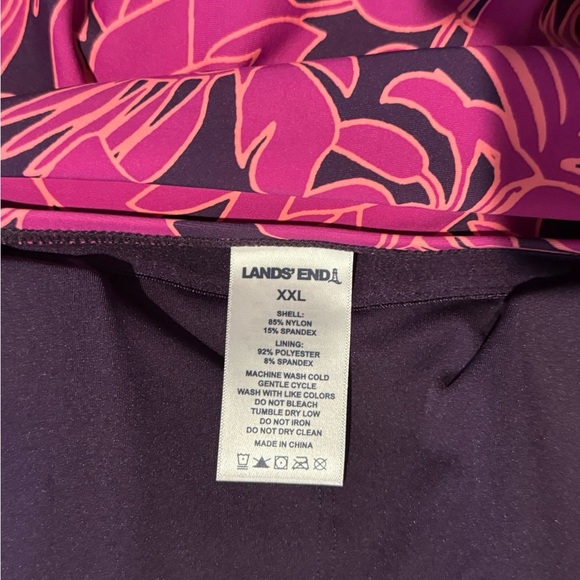 LANDS' END
XXL
SHELL:
85% NYLON
15% SPANDEX
LINING:
92% POLYESTER
8% SPANDEX
MACHINE WASH COLD
GENTLE CYCLE
WASH WITH LIKE COLORS
DO NOT BLEACH
TUMBLE DRY LOW
DO NOT IRON
DO NOT DRY CLEAN
MADE IN CHINA